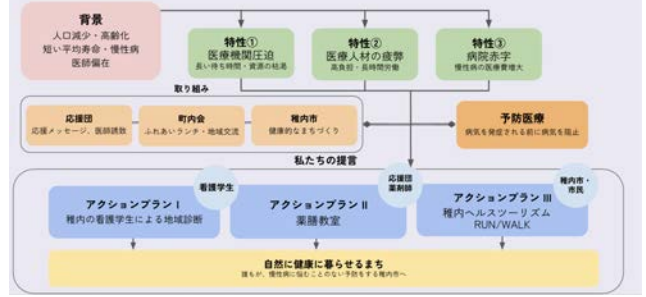 背景
人口減少・高齢化
短い平均寿命・慢性病
医師偏在
特性①
医療機関圧迫
長い待ち時間・資源の枯渇
特性②
医療人材の疲弊
高負担・長時間労働
特性③
病院赤字
慢性病の医療費増大
取り組み
応援団
応援メッセージ、医師誘致
町内会
ふれあいランチ・地域交流
稚内市
健康的なまちづくり
予防医療
病気を発症される前に病気を阻止
私たちの提言
看護学生
アクションプラン I
稚内の看護学生による地域診断
応援団
薬剤師
アクションプラン II
薬膳教室
稚内市・
市民
アクションプラン III
稚内ヘルスツーリズム
RUN/WALK
自然に健康に暮らせるまち
誰もが、慢性病に悩むことのない予防をする稚内市へ